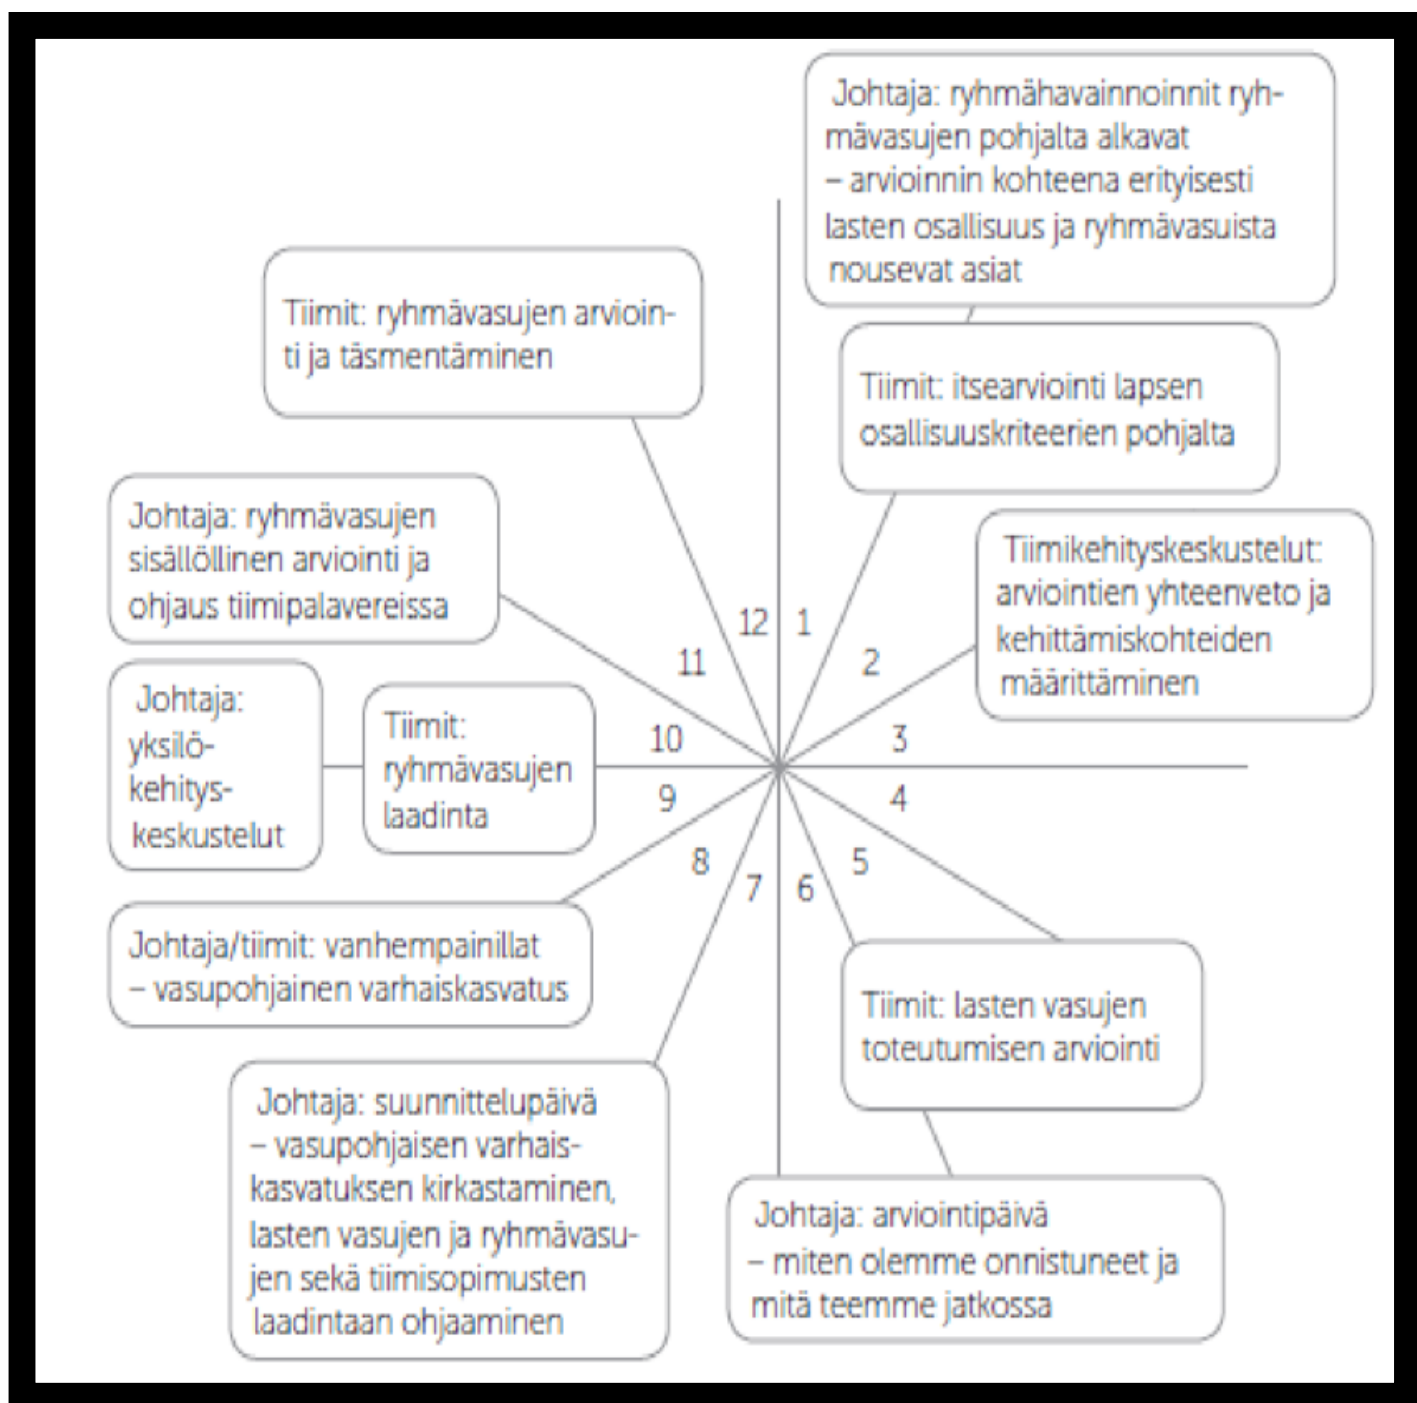 Johtaja: ryhmähavainnoinnit ryh-
mävasujen pohjalta alkavat
– arvioinnin kohteena erityisesti
lasten osallisuus ja ryhmävasuista
nousevat asiat
Tiimit: ryhmävasujen arvioin-
ti ja täsmentäminen
Tiimit: itsearviointi lapsen
osallisuuskriteerien pohjalta
Johtaja: ryhmävasujen
sisällöllinen arviointi ja
ohjaus tiimipalavereissa
Tiimikehityskeskustelut:
arviointien yhteenveto ja
kehittämiskohteiden
määrittäminen
12 1
11 2
10 3
9 4
8 5
7 6
Johtaja:
yksilö-
kehitys-
keskustelut
Tiimit:
ryhmävasujen
laadinta
Johtaja/tiimit: vanhempainillat
– vasupohjainen varhaiskasvatus
Tiimit: lasten vasujen
toteutumisen arviointi
Johtaja: suunnittelupäivä
– vasupohjaisen varhais-
kasvatuksen kirkastaminen,
lasten vasujen ja ryhmävasu-
jen sekä tiimisopimusten
laadintaan ohjaaminen
Johtaja: arviointipäivä
– miten olemme onnistuneet ja
mitä teemme jatkossa